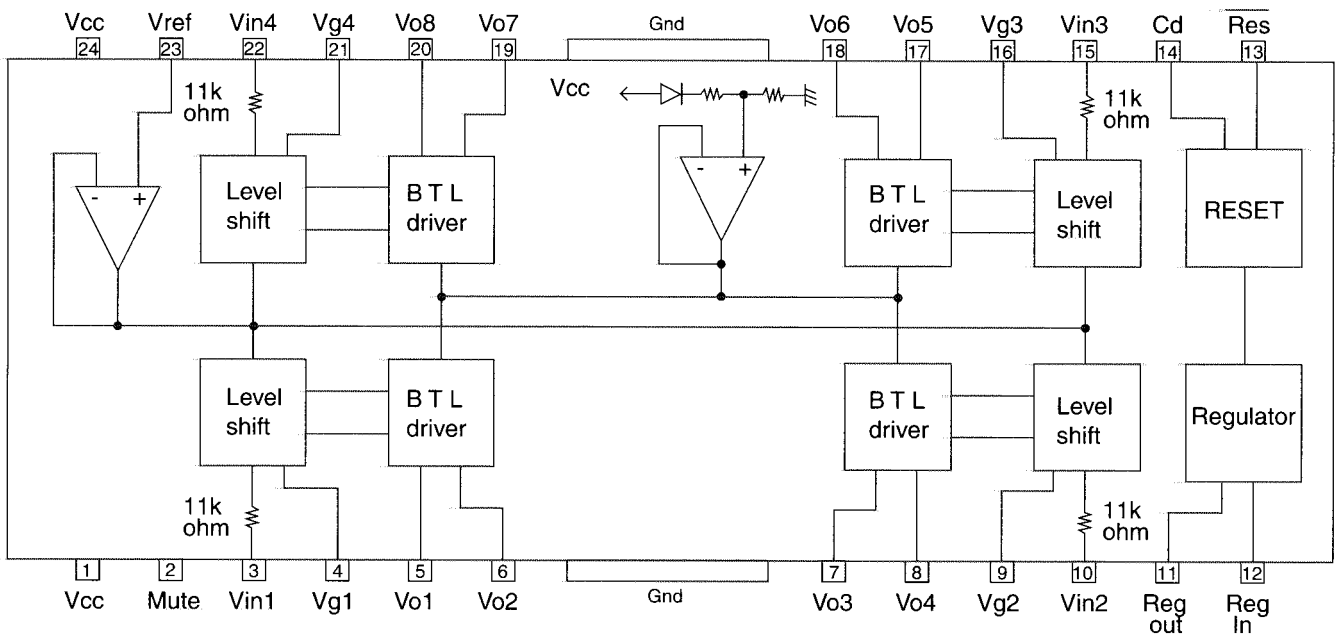 Vcc Vref Vin4 Vg4 Vo8 Vo7 Gnd Vo6 Vo5 Vg3 Vin3 Cd Res
24 23 22 21 20 19 18 17 16 15 14 13
11k
ohm
Vcc
11k
ohm
- +
Level
shift
B T L
driver
- +
B T L
driver
Level
shift
RESET
Level
shift
B T L
driver
B T L
driver
Level
shift
Regulator
11k
ohm
11k
ohm
1 2 3 4 5 6 7 8 9 10 11 12
Vcc Mute Vin1 Vg1 Vo1 Vo2 Gnd Vo3 Vo4 Vg2 Vin2 Reg
out
Reg
In